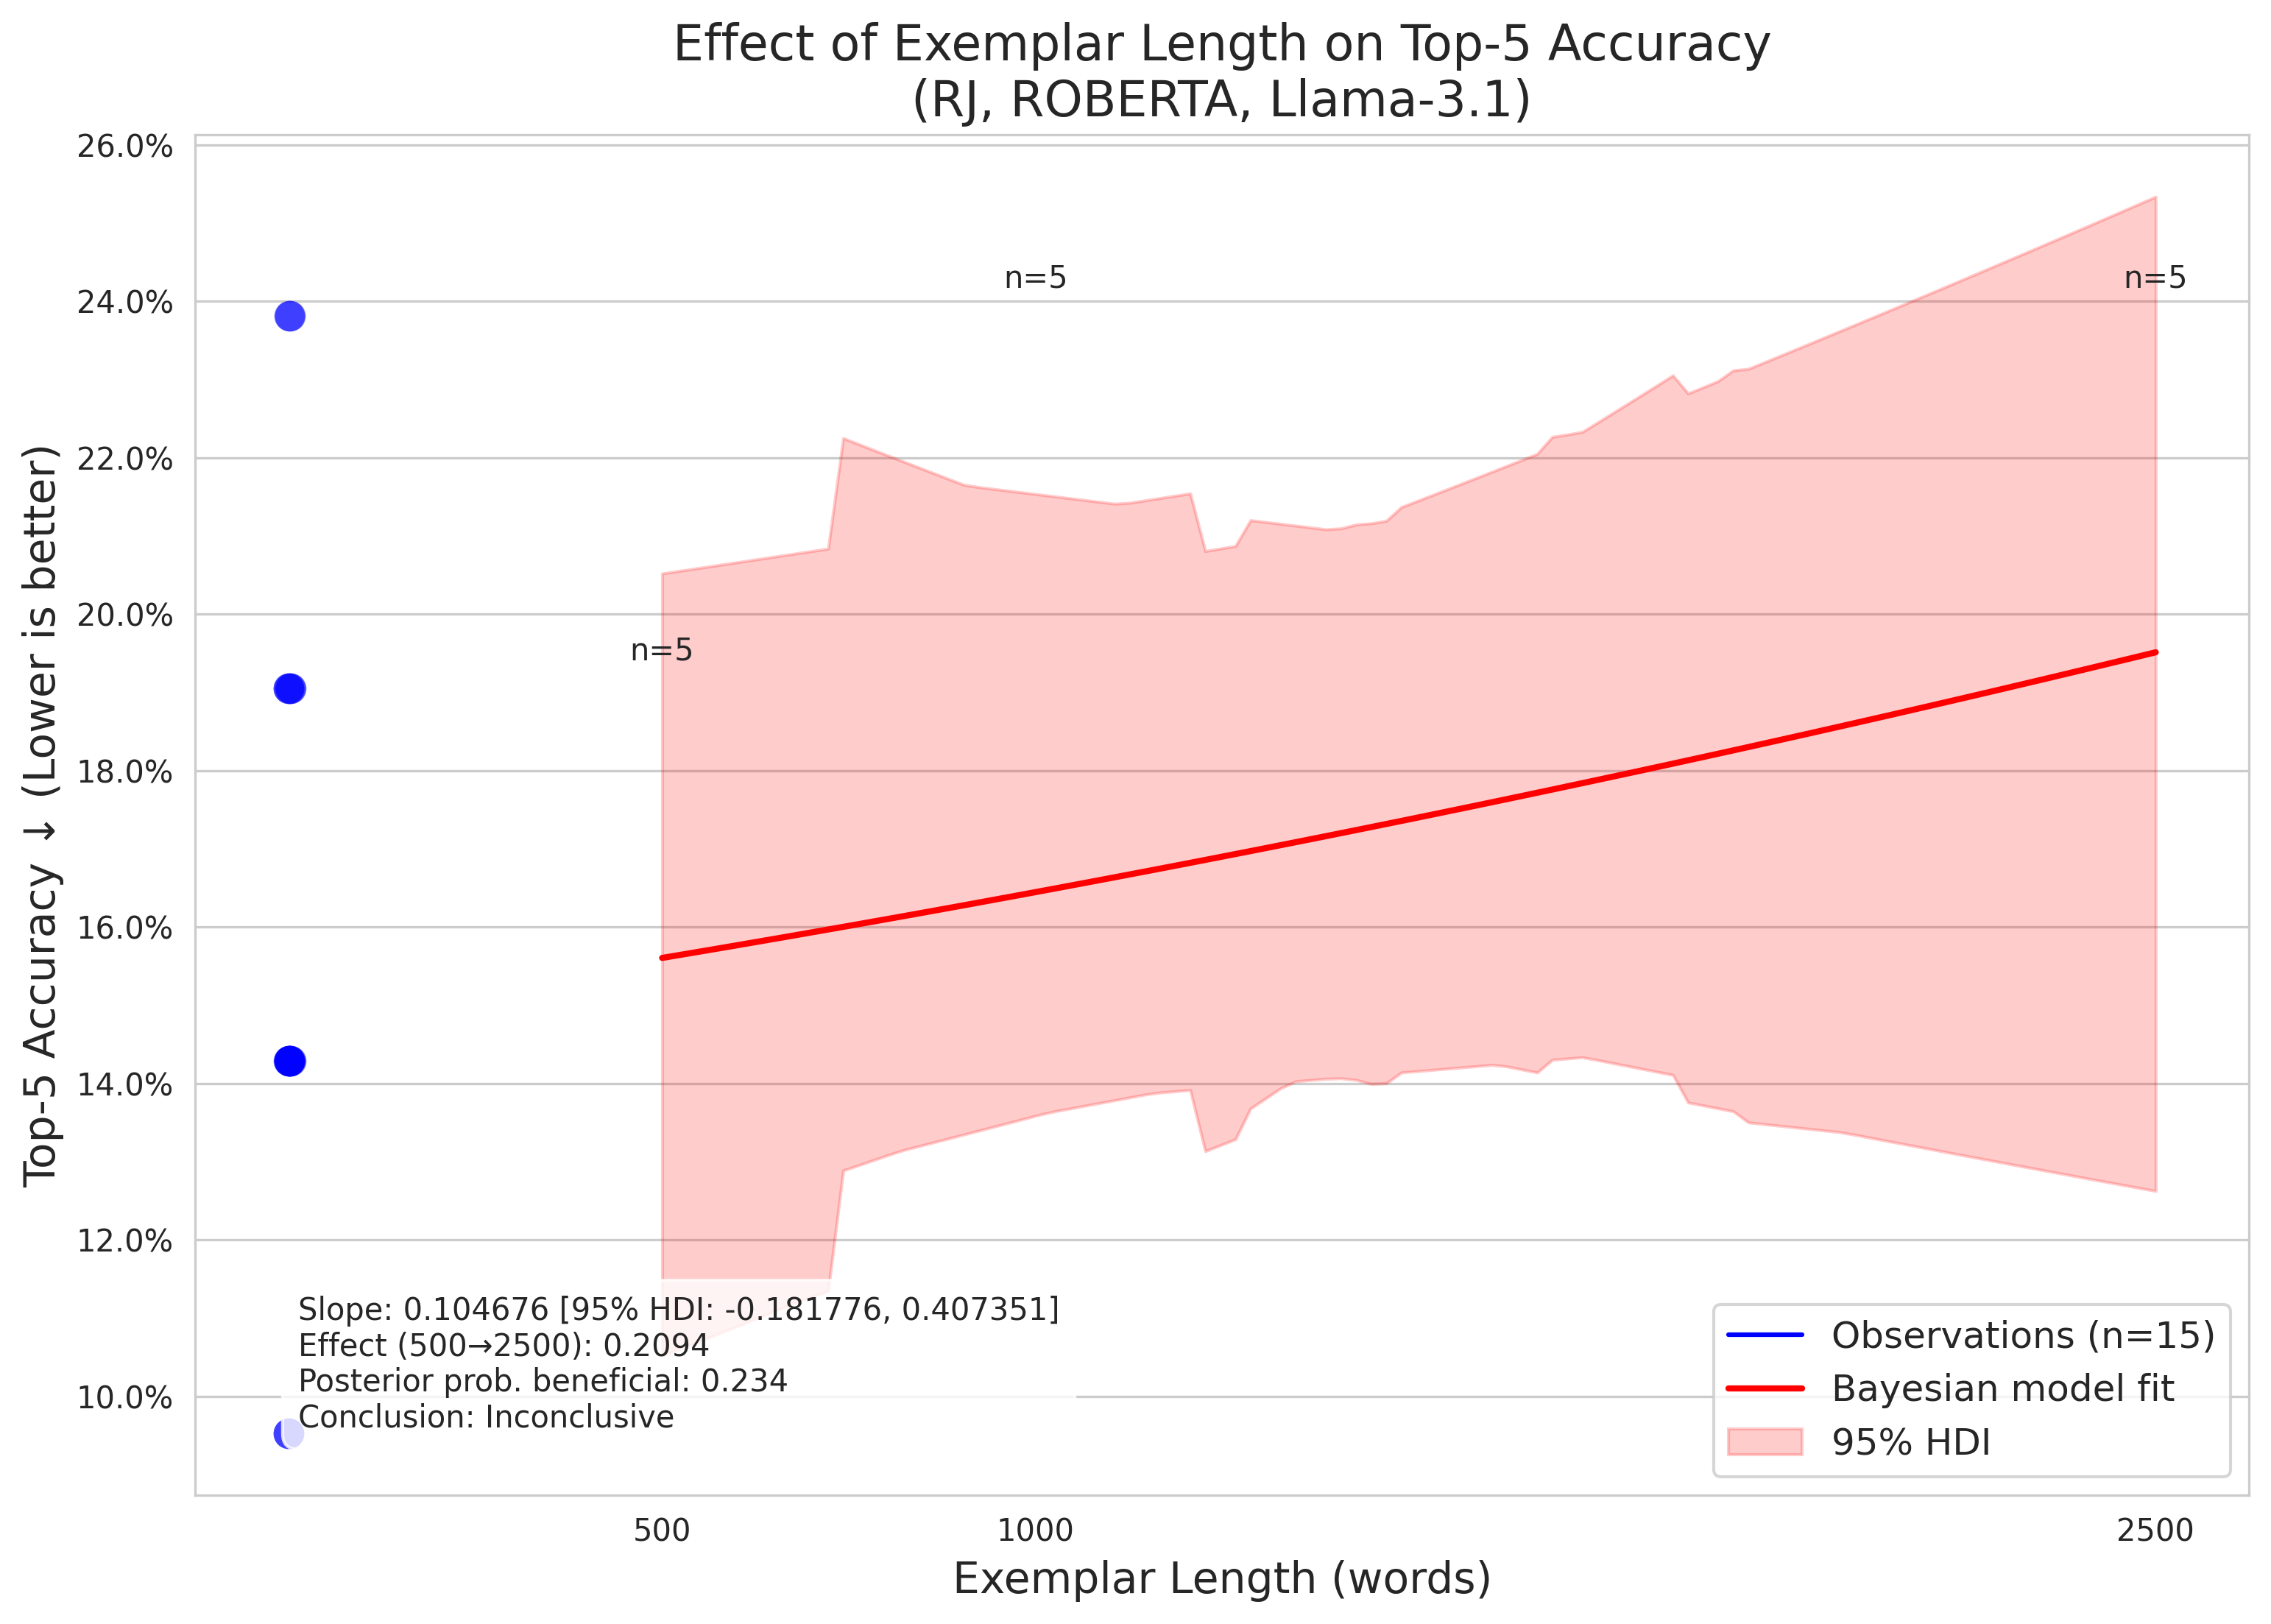 Effect of Exemplar Length on Top-5 Accuracy
(RJ, ROBERTA, Llama-3.1)
Top-5 Accuracy ↓ (Lower is better)
26.0%
24.0%
22.0%
20.0%
18.0%
16.0%
14.0%
12.0%
10.0%
n=5
n=5
n=5
Slope: 0.104676 [95% HDI: -0.181776, 0.407351]
Effect (500→2500): 0.2094
Posterior prob. beneficial: 0.234
Conclusion: Inconclusive
Observations (n=15)
Bayesian model fit
95% HDI
500
1000
2500
Exemplar Length (words)